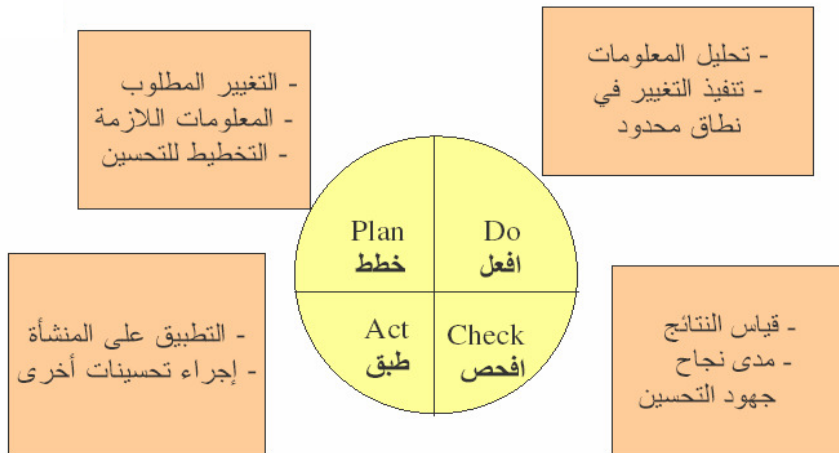 - التغيير المطلوب
- المعلومات اللازمة
- التخطيط للتحسين
- تحليل المعلومات
- تنفيذ التغيير في
نطاق محدود
Plan
خطط
Do
افعل
Act
طبق
Check
افحص
- التطبيق على المنشأة
- إجراء تحسينات أخرى
- قياس النتائج
- مدى نجاح
جهود التحسين